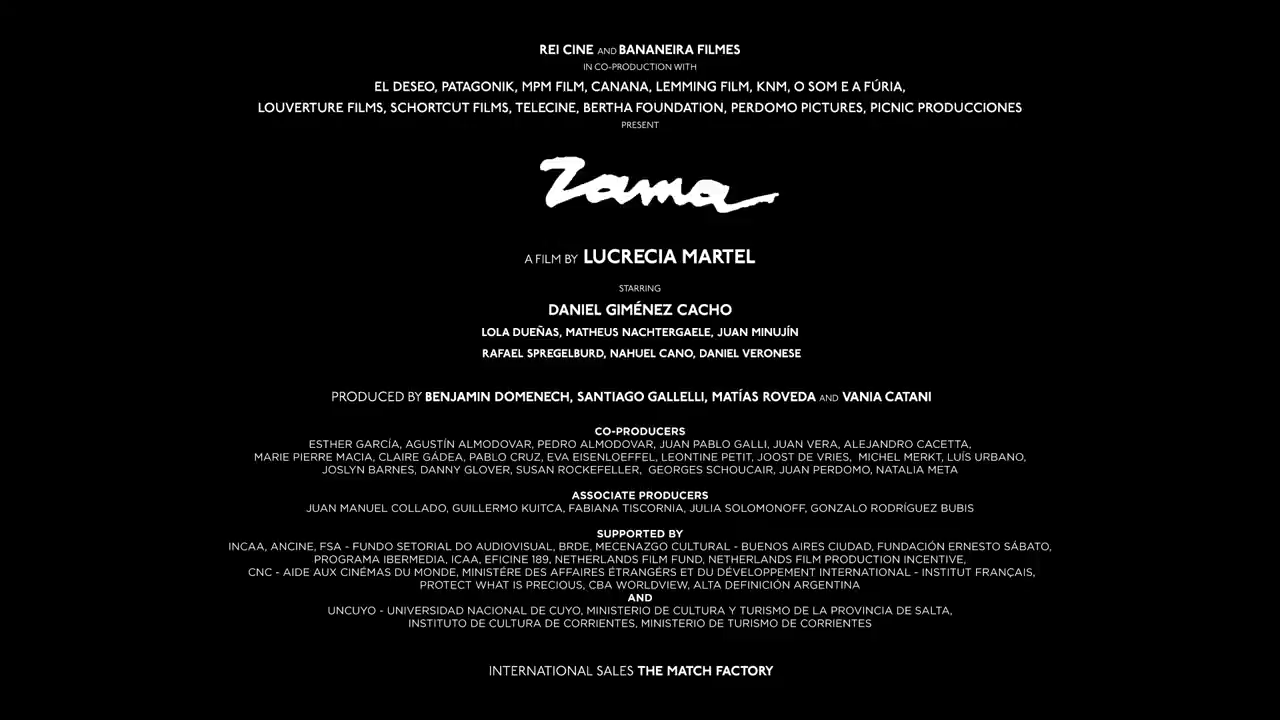 REI CINE AND BANANEIRA FILMES
IN CO-PRODUCTION WITH
EL DESEO, PATAGONIK, MPM FILM, CANANA, LEMMING FILM, KNM, O SOM E A FÚRIA,
LOUVERTURE FILMS, SCHORTCUT FILMS, TELECINE, BERTHA FOUNDATION, PERDOMO PICTURES, PICNIC PRODUCCIONES
PRESENT
Zama
A FILM BY LUCRECIA MARTEL
STARRING
DANIEL GIMÉNEZ CACHO
LOLA DUEÑAS, MATHEUS NACHTERGAELE, JUAN MINUJÍN
RAFAEL SPREGELBURD, NAHUEL CANO, DANIEL VERONESE
PRODUCED BY BENJAMIN DOMENECH, SANTIAGO GALLELLI, MATÍAS ROVEDA AND VANIA CATANI
CO-PRODUCERS
ESTHER GARCÍA, AGUSTÍN ALMODOVAR, PEDRO ALMODOVAR, JUAN PABLO GALLI, JUAN VERA, ALEJANDRO CACETTA,
MARIE PIERRE MACIA, CLAIRE GÁDEA, PABLO CRUZ, EVA EISENLOEFFEL, LEONTINE PETIT, JOOST DE VRIES, MICHEL MERKT, LUÍS URBANO,
JOSLYN BARNES, DANNY GLOVER, SUSAN ROCKEFELLER, GEORGES SCHOUCAIR, JUAN PERDOMO, NATALIA META
ASSOCIATE PRODUCERS
JUAN MANUEL COLLADO, GUILLERMO KUITCA, FABIANA TISCORNIA, JULIA SOLOMONOFF, GONZALO RODRÍGUEZ BUBIS
SUPPORTED BY
INCAA, ANCINE, FSA - FUNDO SETORIAL DO AUDIOVISUAL, BRDE, MECENAZGO CULTURAL - BUENOS AIRES CIUDAD, FUNDACIÓN ERNESTO SÁBATO,
PROGRAMA IBERMEDIA, ICAA, EFICINE 189, NETHERLANDS FILM FUND, NETHERLANDS FILM PRODUCTION INCENTIVE,
CNC - AIDE AUX CINÉMAS DU MONDE, MINISTÉRE DES AFFAIRES ÉTRANGÉRS ET DU DÉVELOPPEMENT INTERNATIONAL - INSTITUT FRANÇAIS,
PROTECT WHAT IS PRECIOUS, CBA WORLDVIEW, ALTA DEFINICIÓN ARGENTINA
AND
UNCUYO - UNIVERSIDAD NACIONAL DE CUYO, MINISTERIO DE CULTURA Y TURISMO DE LA PROVINCIA DE SALTA,
INSTITUTO DE CULTURA DE CORRIENTES, MINISTERIO DE TURISMO DE CORRIENTES
INTERNATIONAL SALES THE MATCH FACTORY